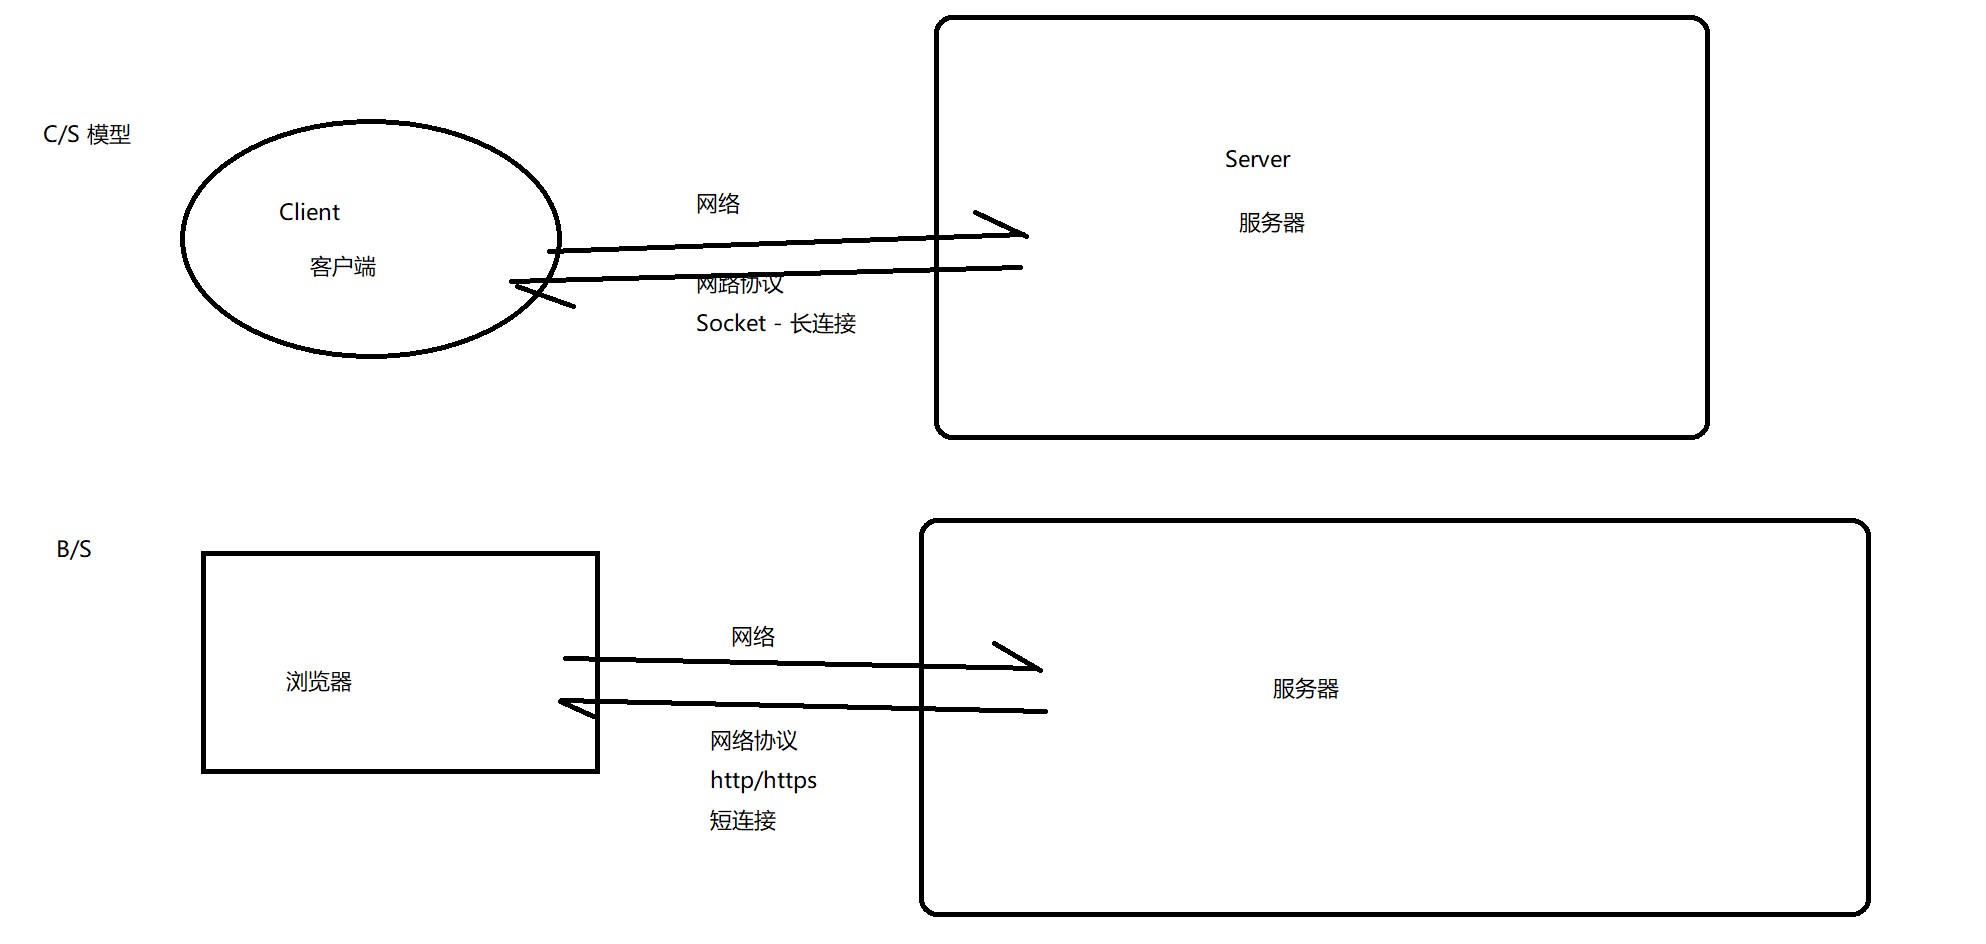 C/S 模型
Client
客户端
网络
网路协议
Socket - 长连接
Server
服务器
B/S
浏览器
网络
网络协议
http/https
短连接
服务器